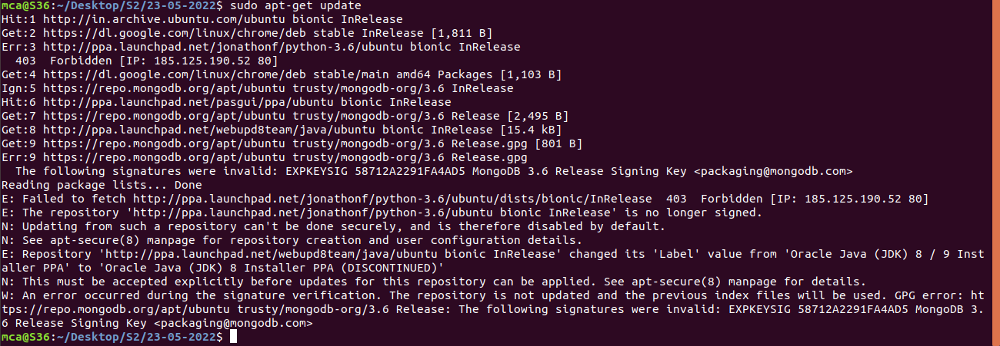 mca@S36:~/Desktop/S2/23-05-2022$ sudo apt-get update
Hit:1 http://in.archive.ubuntu.com/ubuntu bionic InRelease
Get:2 https://dl.google.com/linux/chrome/deb stable InRelease [1,811 B]
Err:3 http://ppa.launchpad.net/jonathonf/python-3.6/ubuntu bionic InRelease
  403  Forbidden [IP: 185.125.190.52 80]
Get:4 https://dl.google.com/linux/chrome/deb stable/main amd64 Packages [1,103 B]
Ign:5 https://repo.mongodb.org/apt/ubuntu trusty/mongodb-org/3.6 InRelease
Hit:6 http://ppa.launchpad.net/pasgui/ppa/ubuntu bionic InRelease
Get:7 https://repo.mongodb.org/apt/ubuntu trusty/mongodb-org/3.6 Release [2,495 B]
Get:8 http://ppa.launchpad.net/webupd8team/java/ubuntu bionic InRelease [15.4 kB]
Get:9 https://repo.mongodb.org/apt/ubuntu trusty/mongodb-org/3.6 Release.gpg [801 B]
Err:9 https://repo.mongodb.org/apt/ubuntu trusty/mongodb-org/3.6 Release.gpg
  The following signatures were invalid: EXPKEYSIG 58712A2291FA4AD5 MongoDB 3.6 Release Signing Key <packaging@mongodb.com>
Reading package lists... Done
E: Failed to fetch http://ppa.launchpad.net/jonathonf/python-3.6/ubuntu/dists/bionic/InRelease  403  Forbidden [IP: 185.125.190.52 80]
E: The repository 'http://ppa.launchpad.net/jonathonf/python-3.6/ubuntu bionic InRelease' is no longer signed.
N: Updating from such a repository can't be done securely, and is therefore disabled by default.
N: See apt-secure(8) manpage for repository creation and user configuration details.
E: Repository 'http://ppa.launchpad.net/webupd8team/java/ubuntu bionic InRelease' changed its 'Label' value from 'Oracle Java (JDK) 8 / 9 Inst
aller PPA' to 'Oracle Java (JDK) 8 Installer PPA (DISCONTINUED)'
N: This must be accepted explicitly before updates for this repository can be applied. See apt-secure(8) manpage for details.
W: An error occurred during the signature verification. The repository is not updated and the previous index files will be used. GPG error: ht
tps://repo.mongodb.org/apt/ubuntu trusty/mongodb-org/3.6 Release: The following signatures were invalid: EXPKEYSIG 58712A2291FA4AD5 MongoDB 3.
6 Release Signing Key <packaging@mongodb.com>
mca@S36:~/Desktop/S2/23-05-2022$